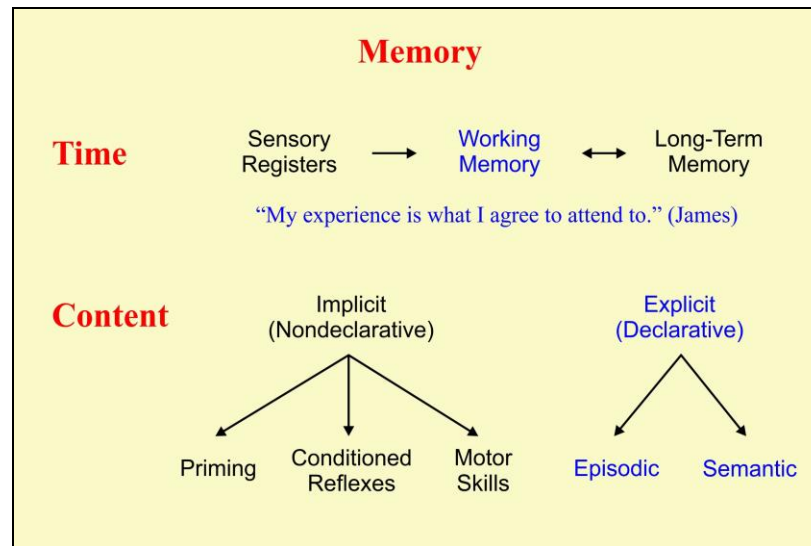 Memory
Time
Sensory
Registers
Working
Memory
Long-Term
Memory
“My experience is what I agree to attend to.” (James)
Content
Implicit
(Nondeclarative)
Explicit
(Declarative)
Priming
Conditioned
Reflexes
Motor
Skills
Episodic
Semantic